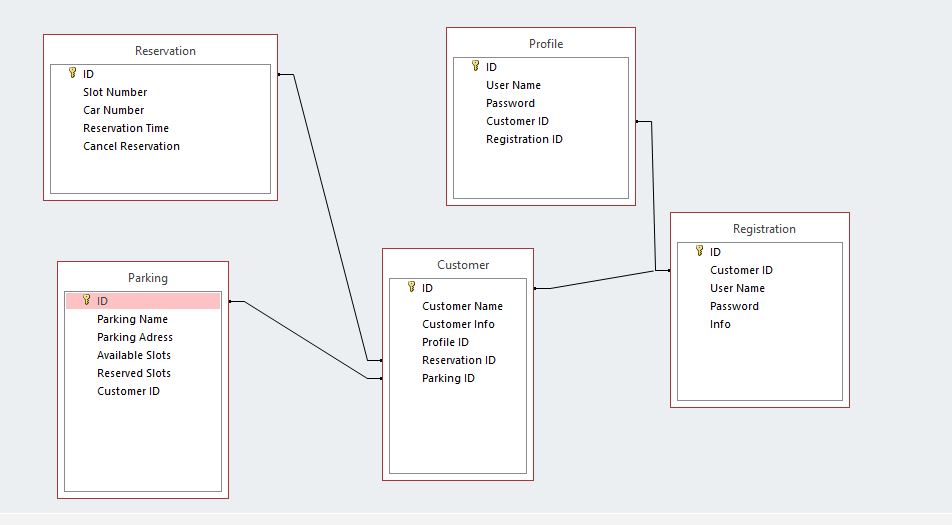 Reservation
ID
Slot Number
Car Number
Reservation Time
Cancel Reservation
Profile
ID
User Name
Password
Customer ID
Registration ID
Parking
ID
Parking Name
Parking Adress
Available Slots
Reserved Slots
Customer ID
Customer
ID
Customer Name
Customer Info
Profile ID
Reservation ID
Parking ID
Registration
ID
Customer ID
User Name
Password
Info